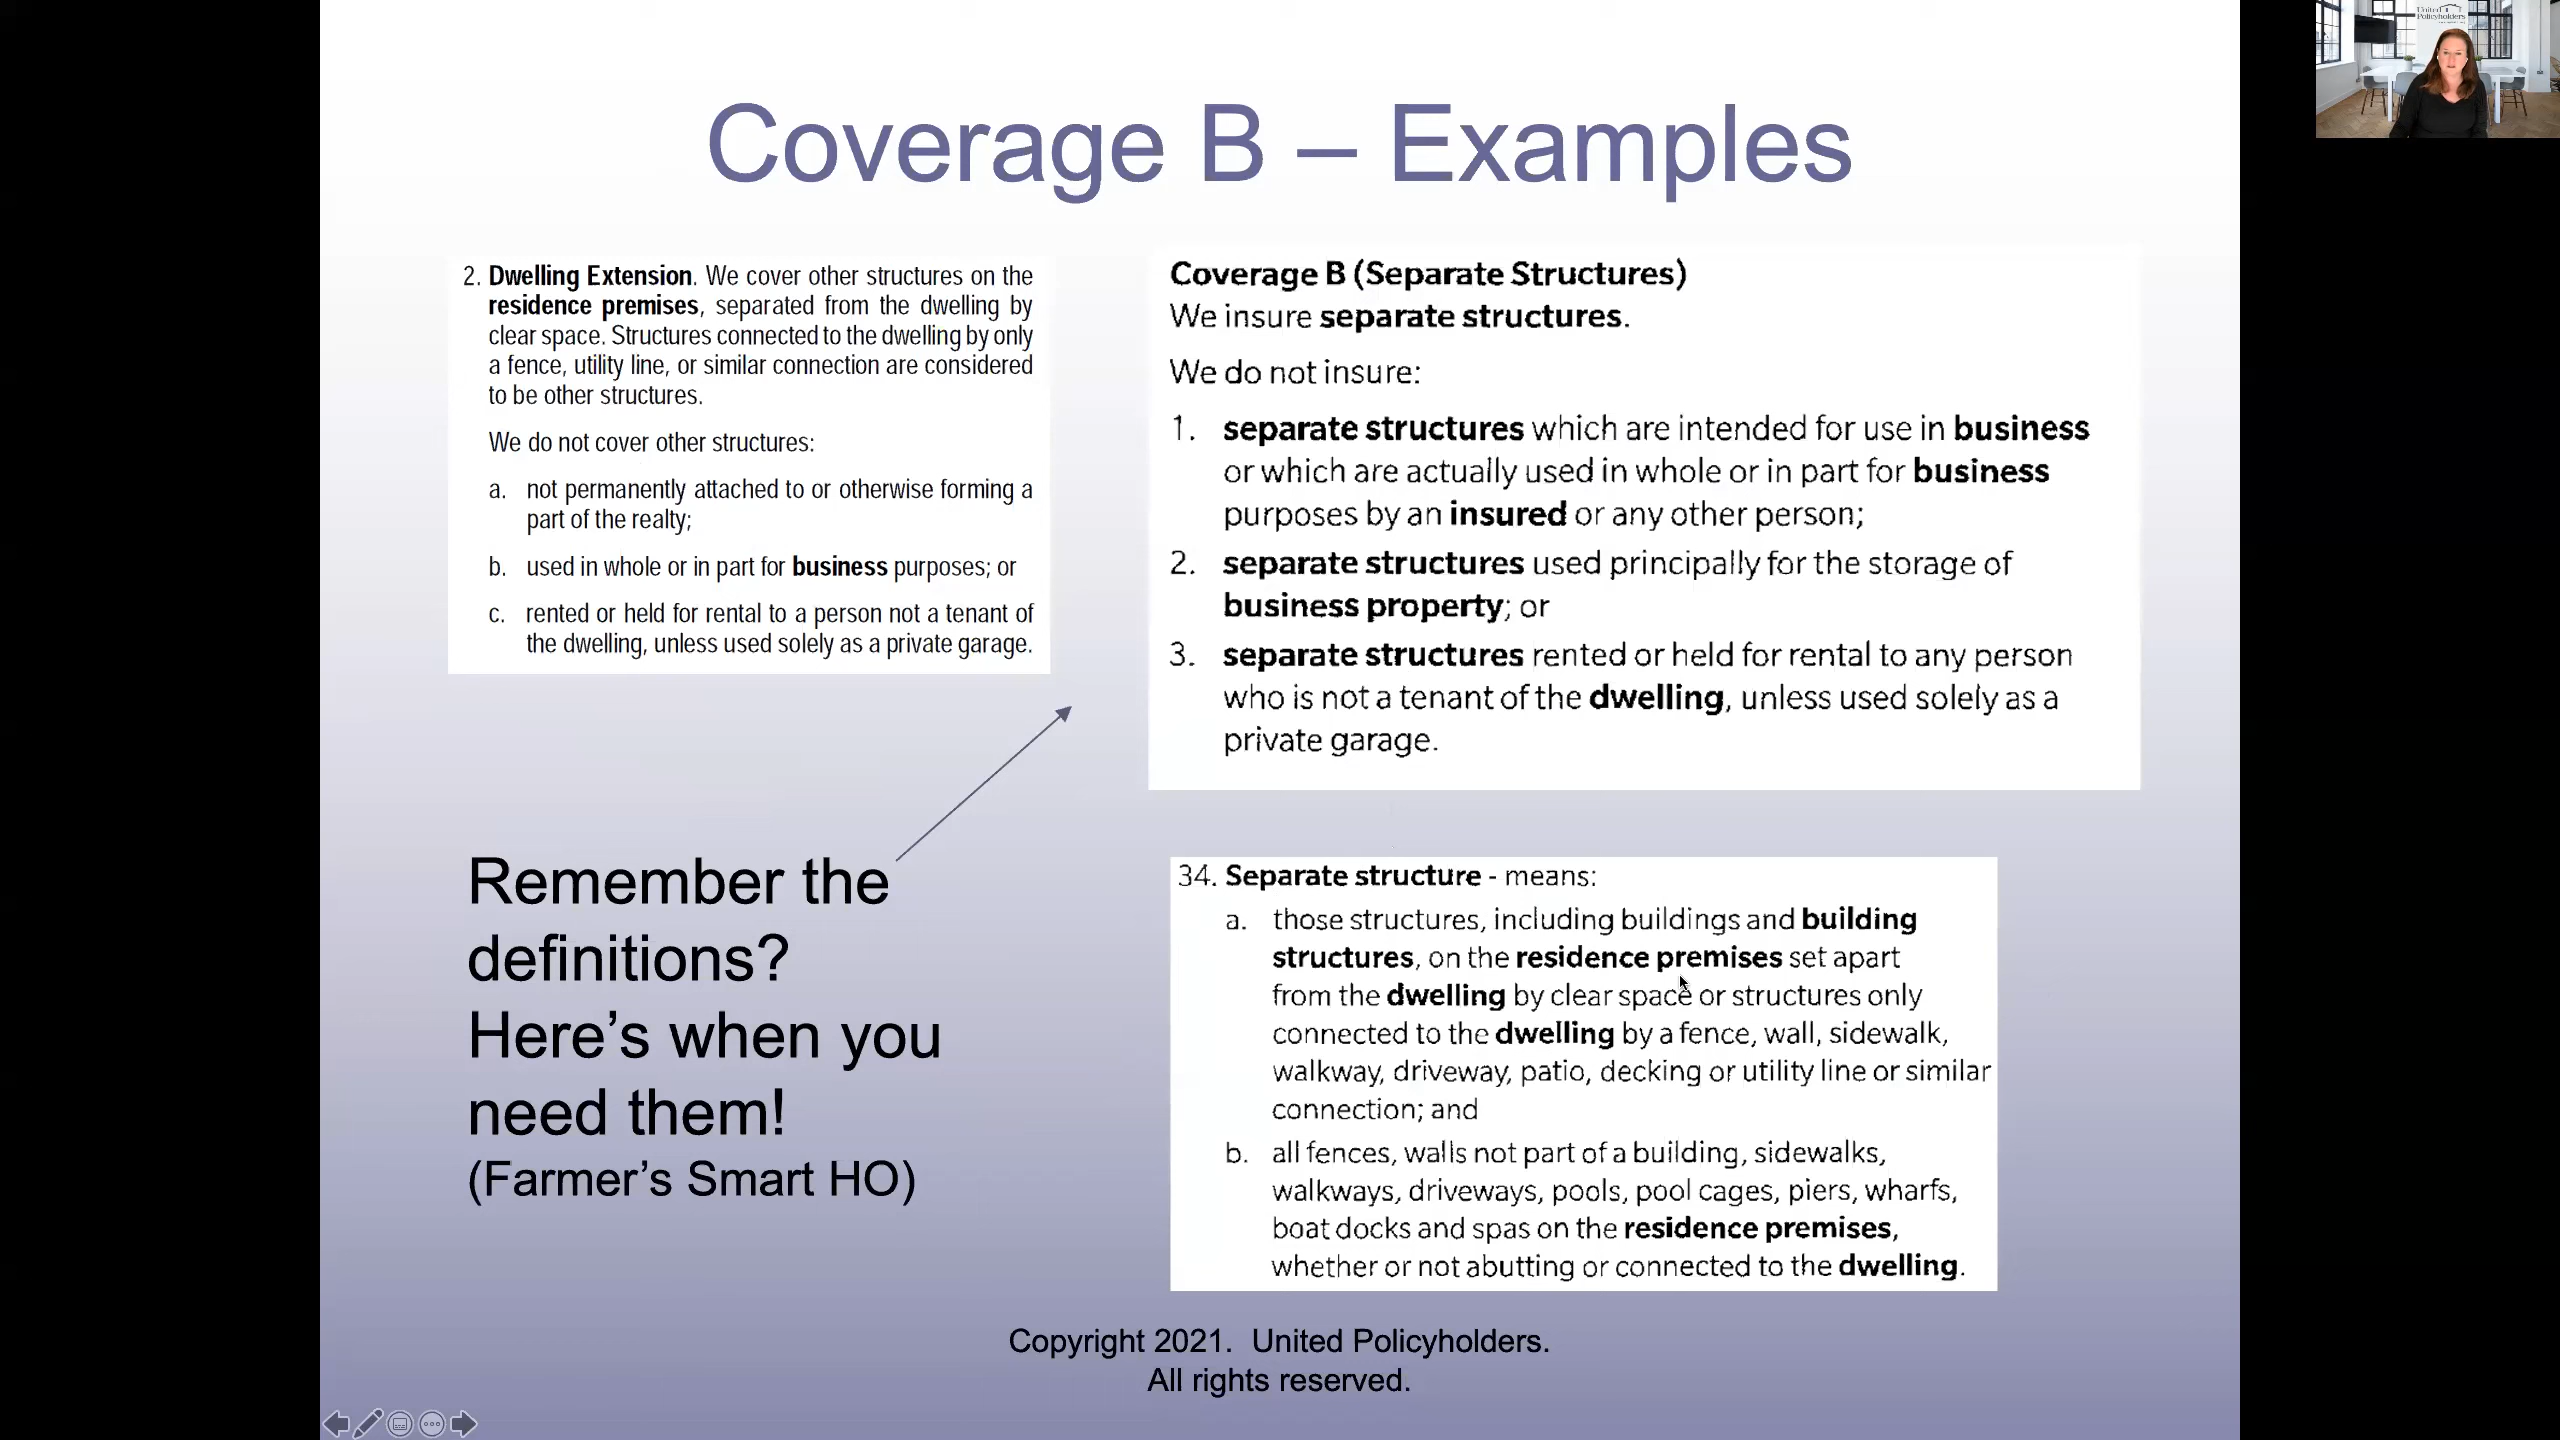 Coverage B – Examples
2. Dwelling Extension. We cover other structures on the
residence premises, separated from the dwelling by
clear space. Structures connected to the dwelling by only
a fence, utility line, or similar connection are considered
to be other structures.
We do not cover other structures:
a. not permanently attached to or otherwise forming a
part of the realty;
b. used in whole or in part for business purposes; or
c. rented or held for rental to a person not a tenant of
the dwelling, unless used solely as a private garage.
Coverage B (Separate Structures)
We insure separate structures.
We do not insure:
1. separate structures which are intended for use in business
or which are actually used in whole or in part for business
purposes by an insured or any other person;
2. separate structures used principally for the storage of
business property; or
3. separate structures rented or held for rental to any person
who is not a tenant of the dwelling, unless used solely as a
private garage.
Remember the
definitions?
Here’s when you
need them!
(Farmer’s Smart HO)
34. Separate structure - means:
a. those structures, including buildings and building
structures, on the residence premises set apart
from the dwelling by clear space or structures only
connected to the dwelling by a fence, wall, sidewalk,
walkway, driveway, patio, decking or utility line or similar
connection; and
b. all fences, walls not part of a building, sidewalks,
walkways, driveways, pools, pool cages, piers, wharfs,
boat docks and spas on the residence premises,
whether or not abutting or connected to the dwelling.
Copyright 2021. United Policyholders.
All rights reserved.
United
Policyholders